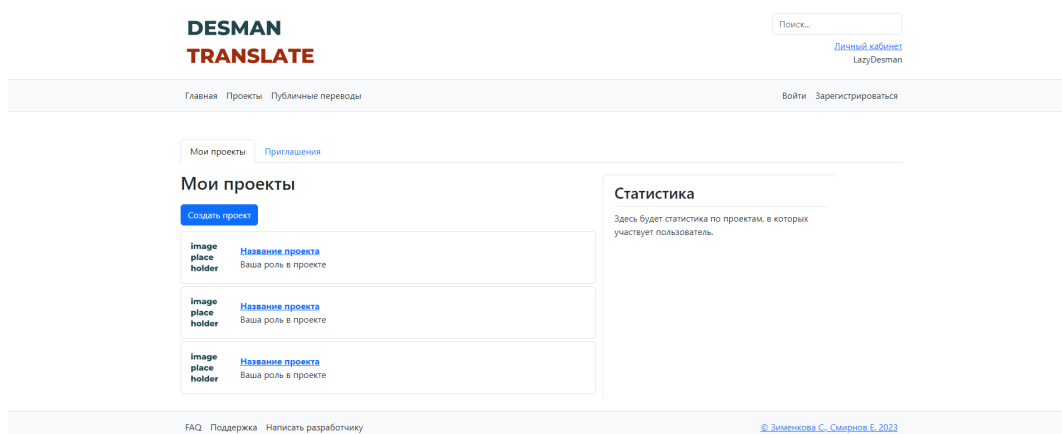 DESMAN
TRANSLATE
Поиск...
Личный кабинет
LazyDesman
Главная Проекты Публичные переводы
Войти Зарегистрироваться
Мои проекты Приглашения
Мои проекты
Создать проект
image
place
holder
Название проекта
Ваша роль в проекте
image
place
holder
Название проекта
Ваша роль в проекте
image
place
holder
Название проекта
Ваша роль в проекте
Статистика
Здесь будет статистика по проектам, в которых
участвует пользователь.
FAQ Поддержка Написать разработчику
© Зименкова С., Смирнов Е. 2023